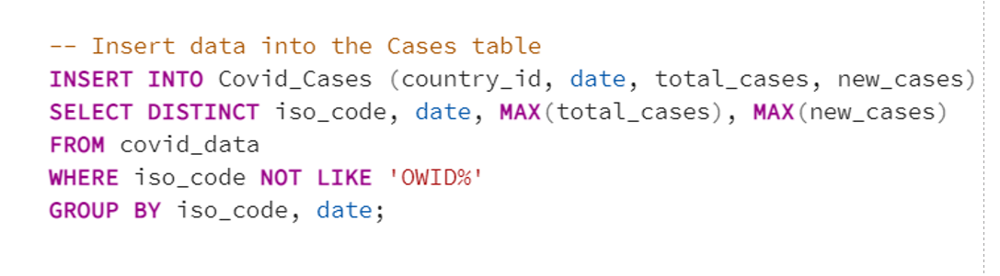 -- Insert data into the Cases table
INSERT INTO Covid_Cases (country_id, date, total_cases, new_cases)
SELECT DISTINCT iso_code, date, MAX(total_cases), MAX(new_cases)
FROM covid_data
WHERE iso_code NOT LIKE 'OWID%'
GROUP BY iso_code, date;